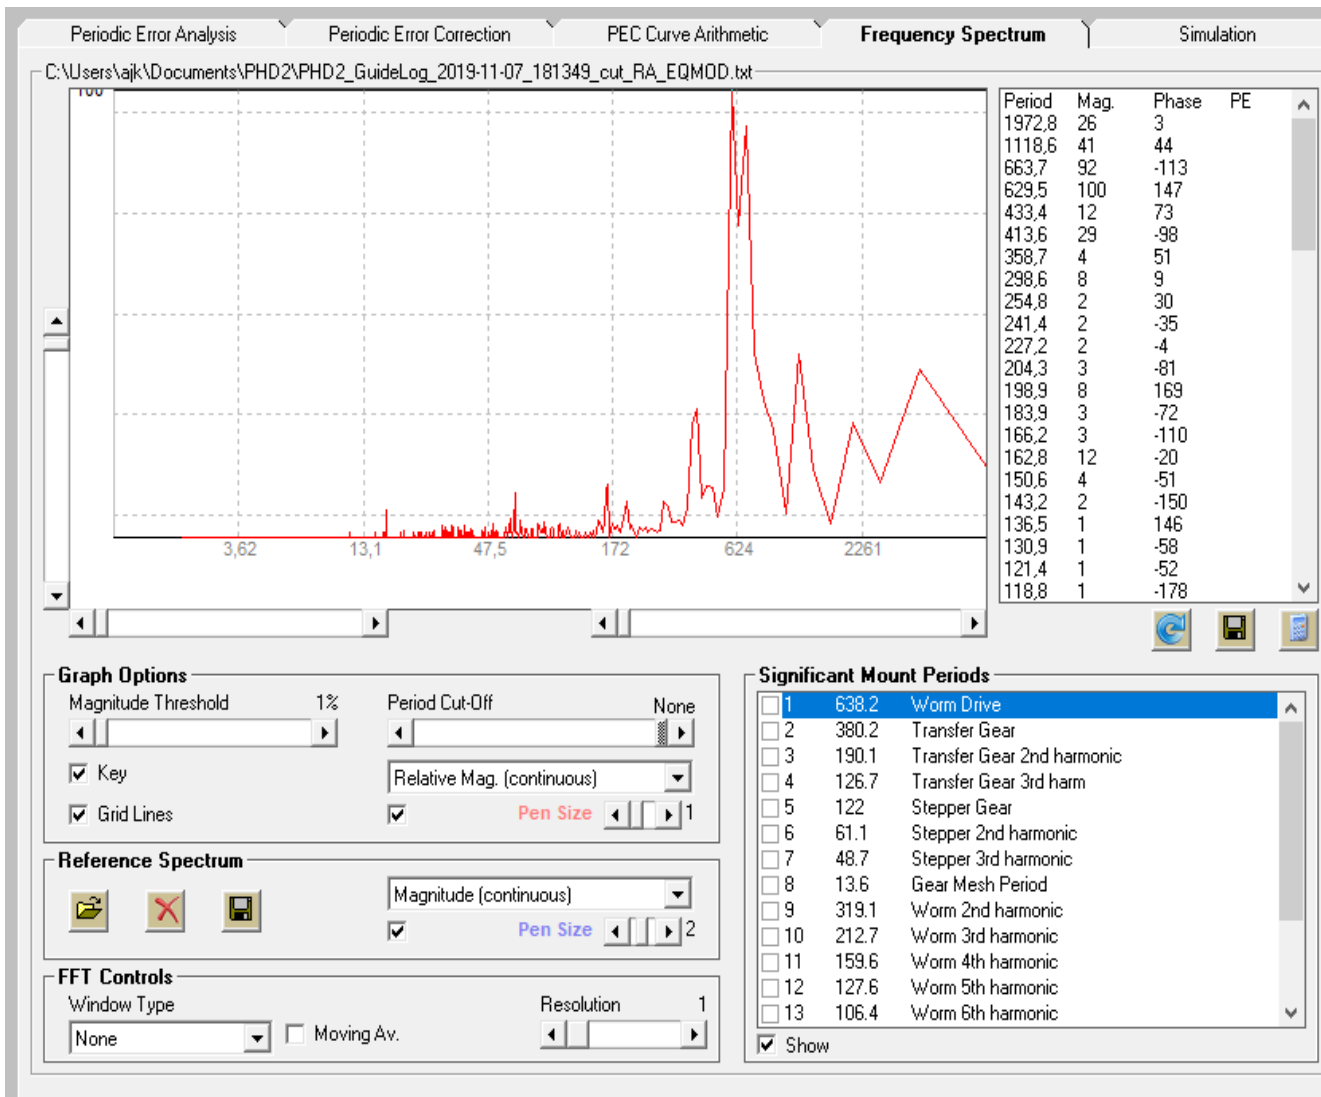 Periodic Error Analysis Periodic Error Correction PEC Curve Arithmetic Frequency Spectrum Simulation
C:\Users\ajk\Documents\PHD2\PHD2_GuideLog_2019-11-07_181349_cut_RA_EQMOD.txt
100
3,62 13,1 47,5 172 624 2261
Period Mag. Phase PE
1972,8 26 3
1118,6 41 44
663,7 92 -113
629,5 100 147
433,4 12 73
413,6 29 -98
358,7 4 51
298,6 8 9
254,8 2 30
241,4 2 -35
227,2 2 -4
204,3 3 -81
198,9 8 169
183,9 3 -72
166,2 3 -110
162,8 12 -20
150,6 4 -51
143,2 2 -150
136,5 1 146
130,9 1 -58
121,4 1 -52
118,8 1 -178
Graph Options
Magnitude Threshold 1% Period Cut-Off None
Key
Relative Mag. (continuous)
Grid Lines
Pen Size 1
Reference Spectrum
Magnitude (continuous)
Pen Size 2
FFT Controls
Window Type Resolution 1
None Moving Av.
Significant Mount Periods
1 638.2 Worm Drive
2 380.2 Transfer Gear
3 190.1 Transfer Gear 2nd harmonic
4 126.7 Transfer Gear 3rd harm
5 122 Stepper Gear
6 61.1 Stepper 2nd harmonic
7 48.7 Stepper 3rd harmonic
8 13.6 Gear Mesh Period
9 319.1 Worm 2nd harmonic
10 212.7 Worm 3rd harmonic
11 159.6 Worm 4th harmonic
12 127.6 Worm 5th harmonic
13 106.4 Worm 6th harmonic
Show